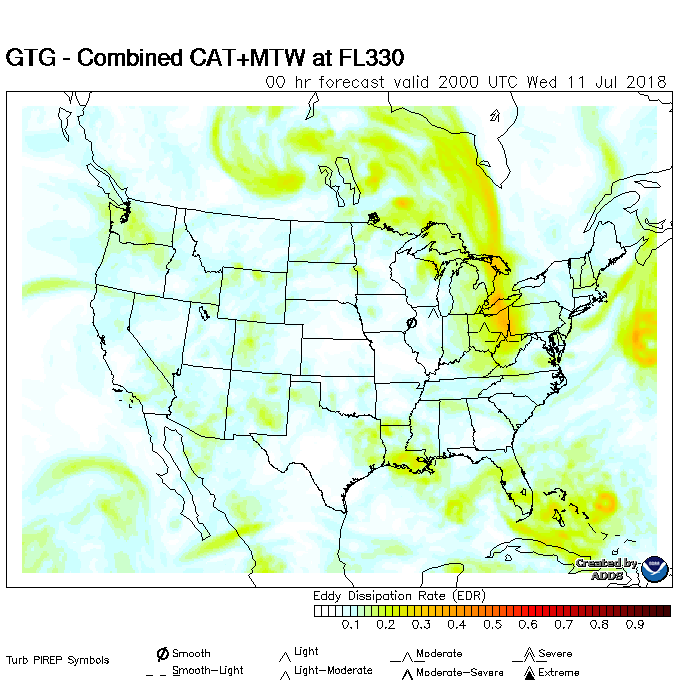 GTG - Combined CAT+MTW at FL330
00 hr forecast valid 2000 UTC Wed 11 Jul 2018
Created by
ADDS
Eddy Dissipation Rate (EDR)
0.1 0.2 0.3 0.4 0.5 0.6 0.7 0.8 0.9
Turb PIREP Symbols
Smooth Light Moderate Severe
Smooth-Light Light-Moderate Moderate-Severe Extreme